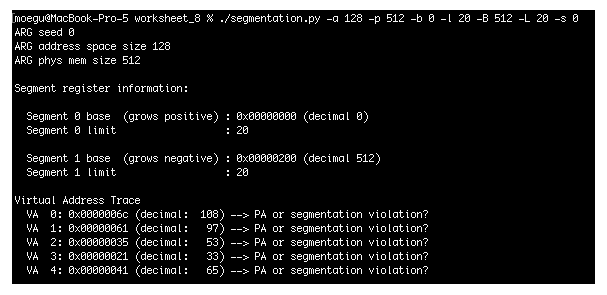 [moegu@MacBook-Pro-5 worksheet_8 % ./segmentation.py -a 128 -p 512 -b 0 -l 20 -B 512 -L 20 -s 0
ARG seed 0
ARG address space size 128
ARG phys mem size 512
Segment register information:
Segment 0 base  (grows positive) : 0x00000000 (decimal 0)
Segment 0 limit                  : 20
Segment 1 base  (grows negative) : 0x00000200 (decimal 512)
Segment 1 limit                  : 20
Virtual Address Trace
VA  0: 0x0000006c (decimal:  108) --> PA or segmentation violation?
VA  1: 0x00000061 (decimal:   97) --> PA or segmentation violation?
VA  2: 0x00000035 (decimal:   53) --> PA or segmentation violation?
VA  3: 0x00000021 (decimal:   33) --> PA or segmentation violation?
VA  4: 0x00000041 (decimal:   65) --> PA or segmentation violation?